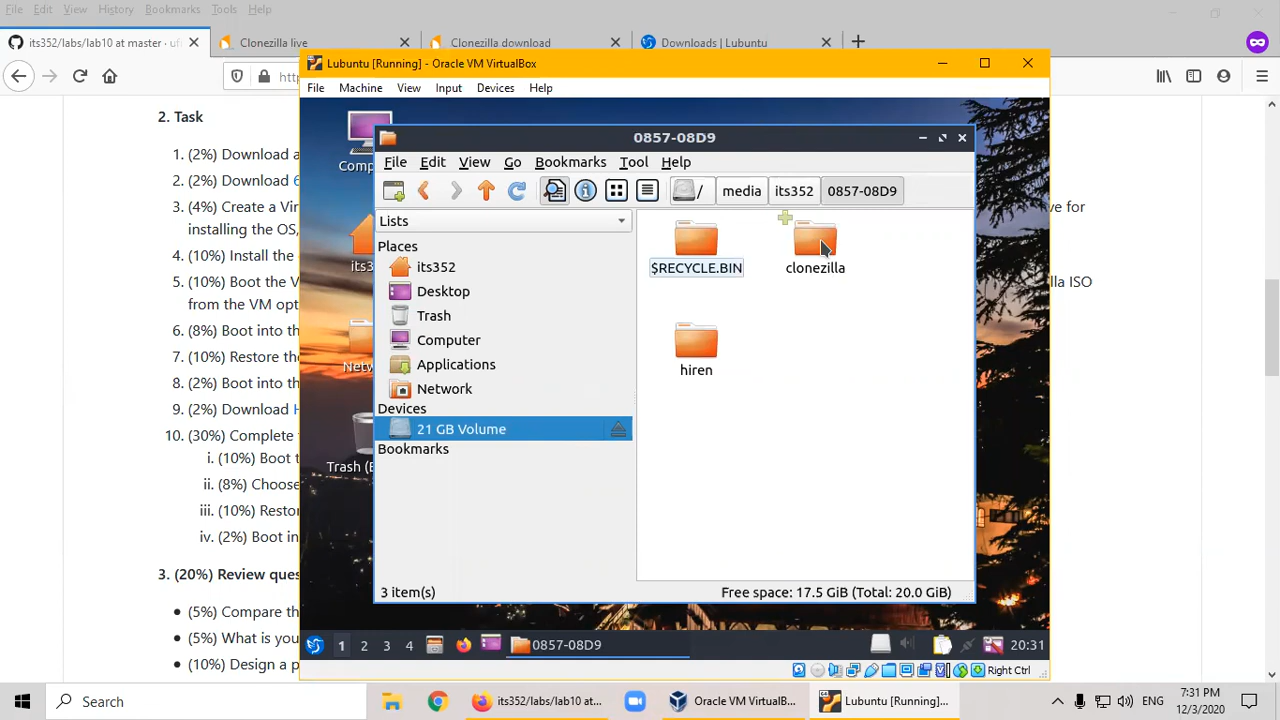 File Edit View History Bookmarks Tools Help
its352/labs/lab10 at master · uf
Clonezilla live
Clonezilla download
Downloads | Lubuntu
Lubuntu [Running] - Oracle VM VirtualBox
File Machine View Input Devices Help
2. Task
1. (2%) Download a
2. (2%) Download 6
3. (4%) Create a Vir
installing the OS,
ve for
4. (10%) Install the
5. (10%) Boot the V
lla ISO
from the VM opt
6. (8%) Boot into th
7. (10%) Restore the
8. (2%) Boot into th
9. (2%) Download H
10. (30%) Complete
i. (10%) Boot t
ii. (8%) Choose
iii. (10%) Restor
iv. (2%) Boot in
3. (20%) Review ques
(5%) Compare th
(5%) What is you
(10%) Design a p
Comp
its3
Netw
Trash (E
0857-08D9
File Edit View Go Bookmarks Tool Help
/ media its352 0857-08D9
Lists
Places
its352
Desktop
Trash
Computer
Applications
Network
Devices
21 GB Volume
Bookmarks
$RECYCLE.BIN
clonezilla
hiren
3 item(s)
Free space: 17.5 GiB (Total: 20.0 GiB)
1 2 3 4 0857-08D9 20:31
Right Ctrl
Search
its352/labs/lab10 at...
Oracle VM VirtualB...
Lubuntu [Running]...
ENG
7:31 PM
12/3/2020